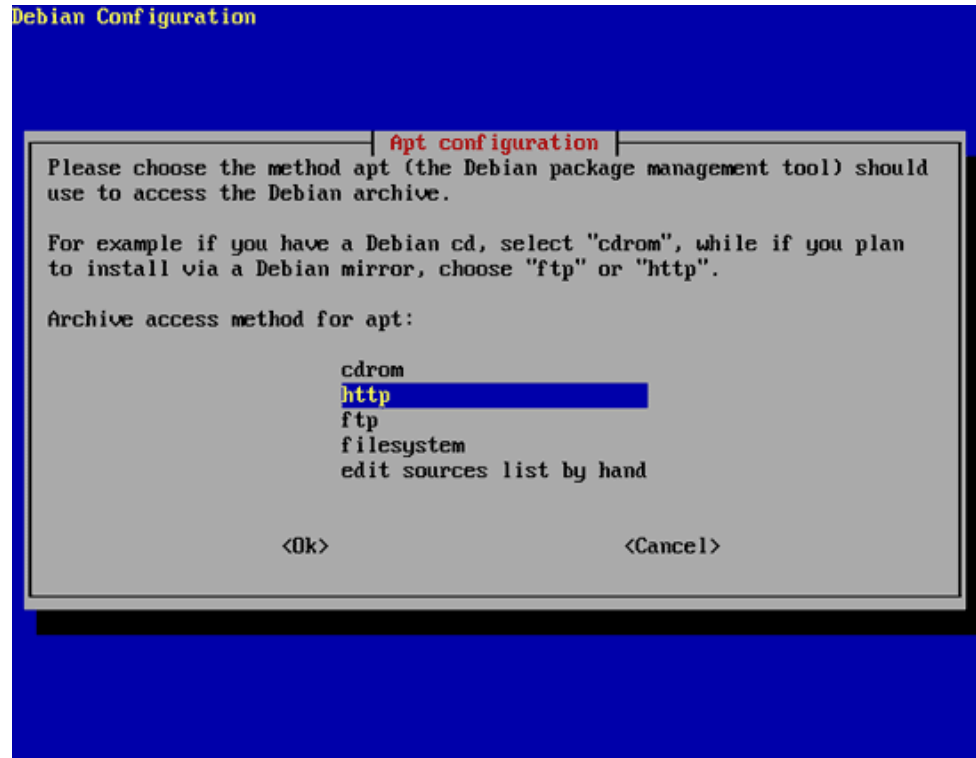 Debian Configuration
Apt configuration
Please choose the method apt (the Debian package management tool) should
use to access the Debian archive.
For example if you have a Debian cd, select "cdrom", while if you plan
to install via a Debian mirror, choose "ftp" or "http".
Archive access method for apt:
cdrom
http
ftp
filesystem
edit sources list by hand
<Ok> <Cancel>